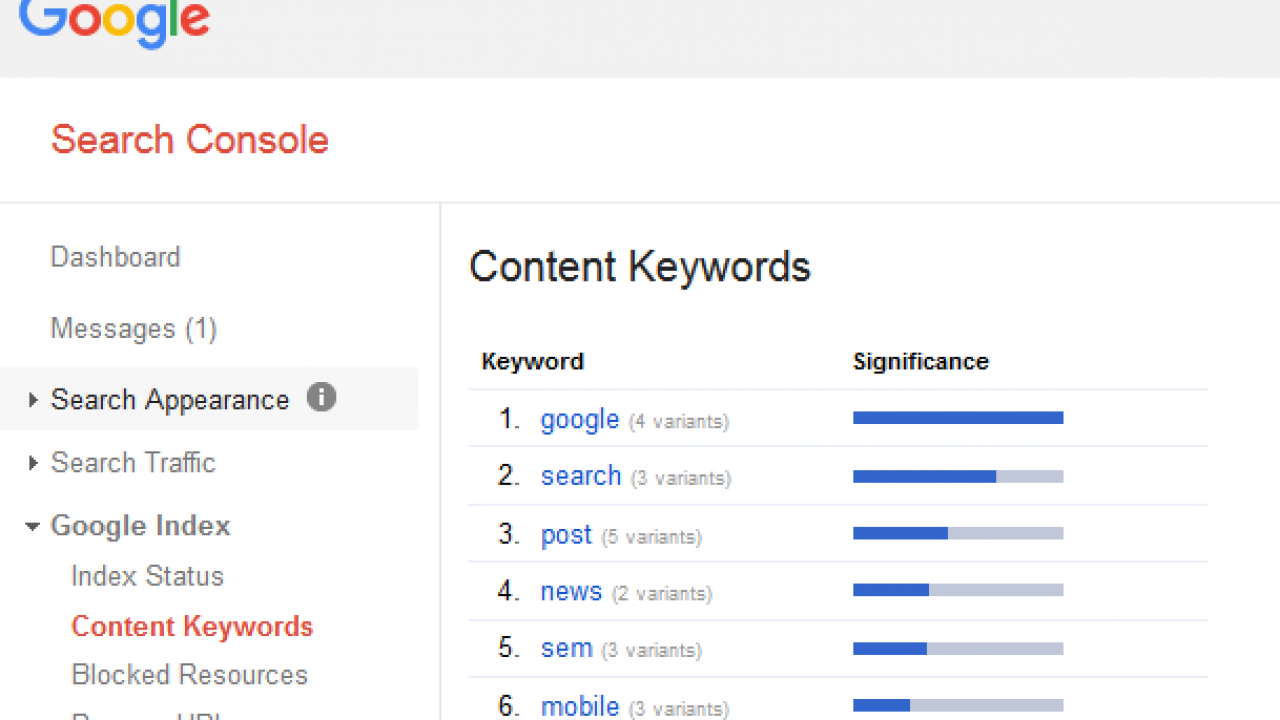 Google
Search Console
Dashboard
Messages (1)
Search Appearance
Search Traffic
Google Index
Index Status
Content Keywords
Blocked Resources
Content Keywords
Keyword Significance
1. google (4 variants)
2. search (3 variants)
3. post (5 variants)
4. news (2 variants)
5. sem (3 variants)
6. mobile (3 variants)